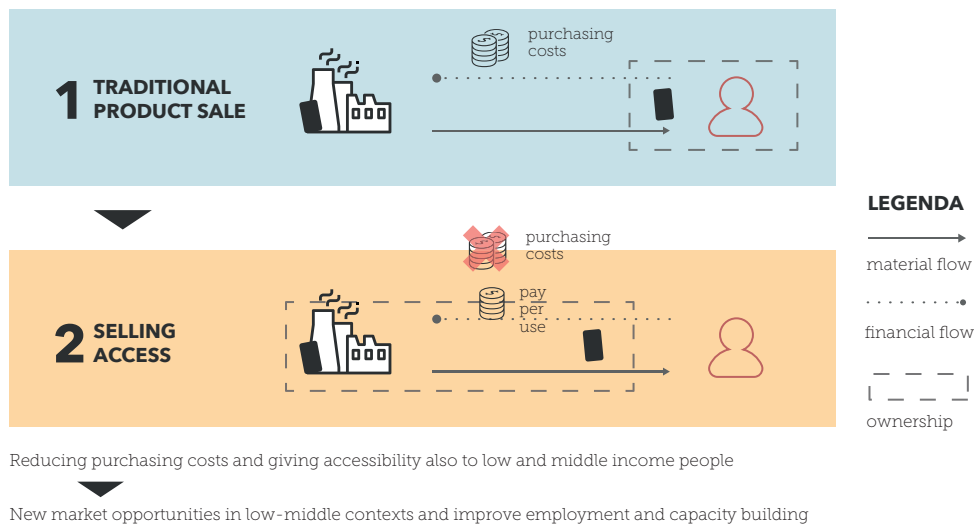 purchasing
costs
1 TRADITIONAL
PRODUCT SALE
LEGENDA
material flow
financial flow
ownership
purchasing
costs
pay
per
use
2 SELLING
ACCESS
Reducing purchasing costs and giving accessibility also to low and middle income people
New market opportunities in low-middle contexts and improve employment and capacity building